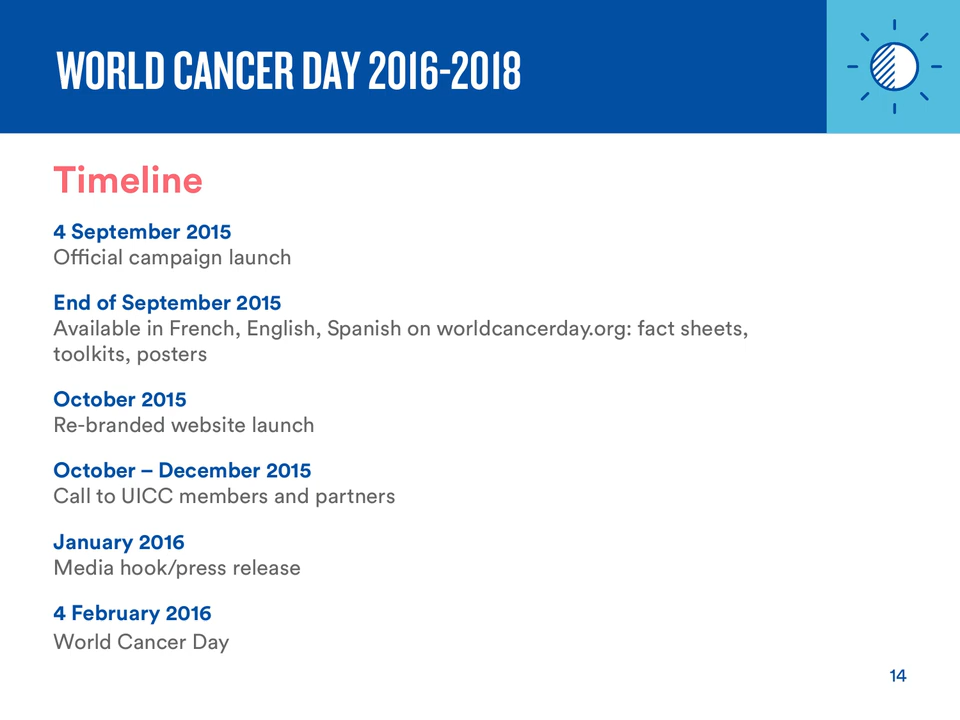 WORLD CANCER DAY 2016-2018
Timeline
4 September 2015
Official campaign launch
End of September 2015
Available in French, English, Spanish on worldcancerday.org: fact sheets,
toolkits, posters
October 2015
Re-branded website launch
October – December 2015
Call to UICC members and partners
January 2016
Media hook/press release
4 February 2016
World Cancer Day
14